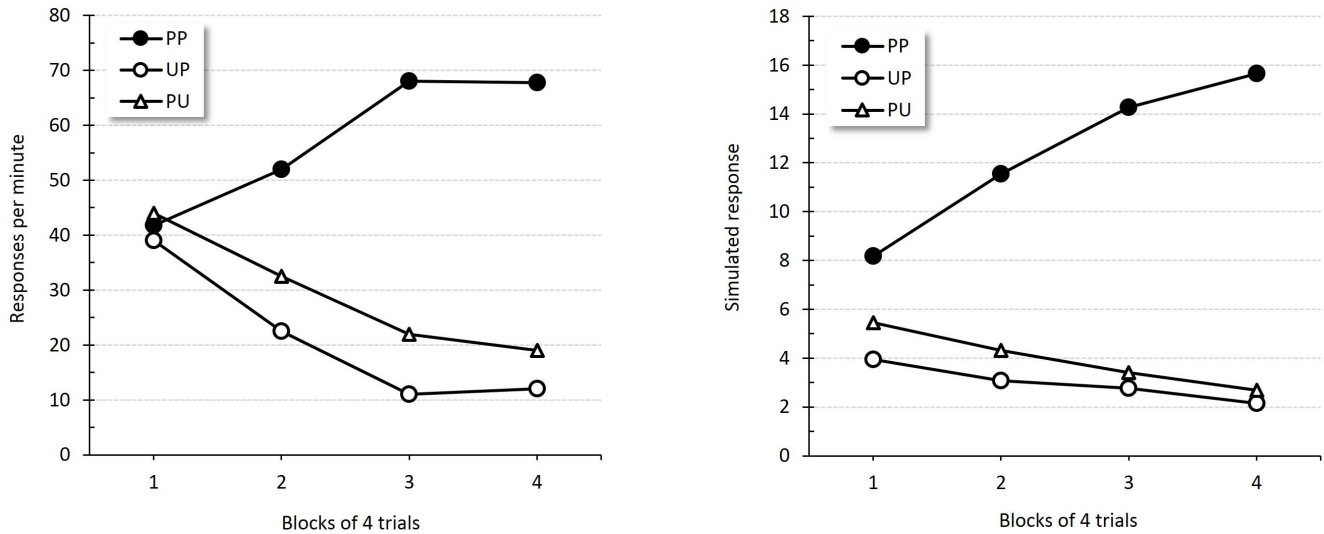 80
70
60
50
40
30
20
10
0
PP
UP
PU
Responses per minute
1 2 3 4
Blocks of 4 trials
18
16
14
12
10
8
6
4
2
0
PP
UP
PU
Simulated response
1 2 3 4
Blocks of 4 trials